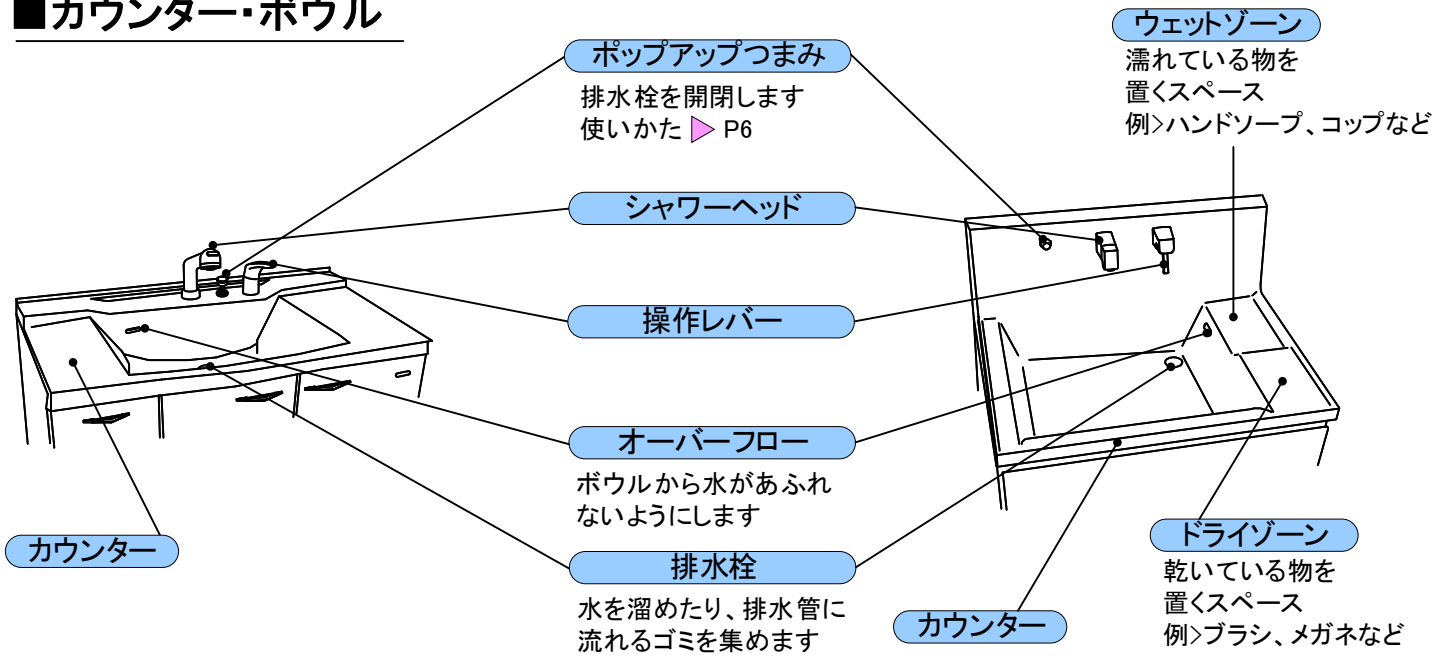 ■カウンター・ボウル
ポップアップつまみ
排水栓を開閉します
使いかた ▷ P6
シャワーヘッド
操作レバー
オーバーフロー
ボウルから水があふれ
ないようにします
排水栓
水を溜めたり、排水管に
流れるゴミを集めます
カウンター
ウェットゾーン
濡れている物を
置くスペース
例>ハンドソープ、コップなど
ドライゾーン
乾いている物を
置くスペース
例>ブラシ、メガネなど
カウンター